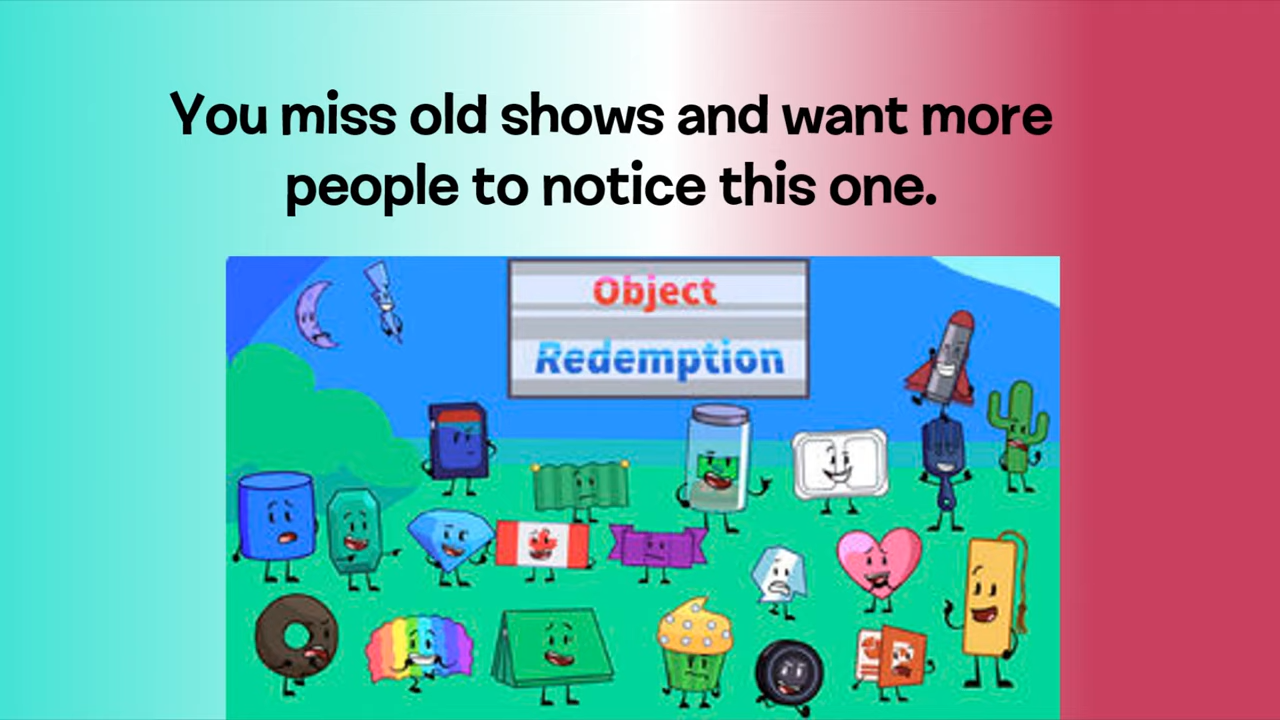 You miss old shows and want more
people to notice this one.
Object
Redemption